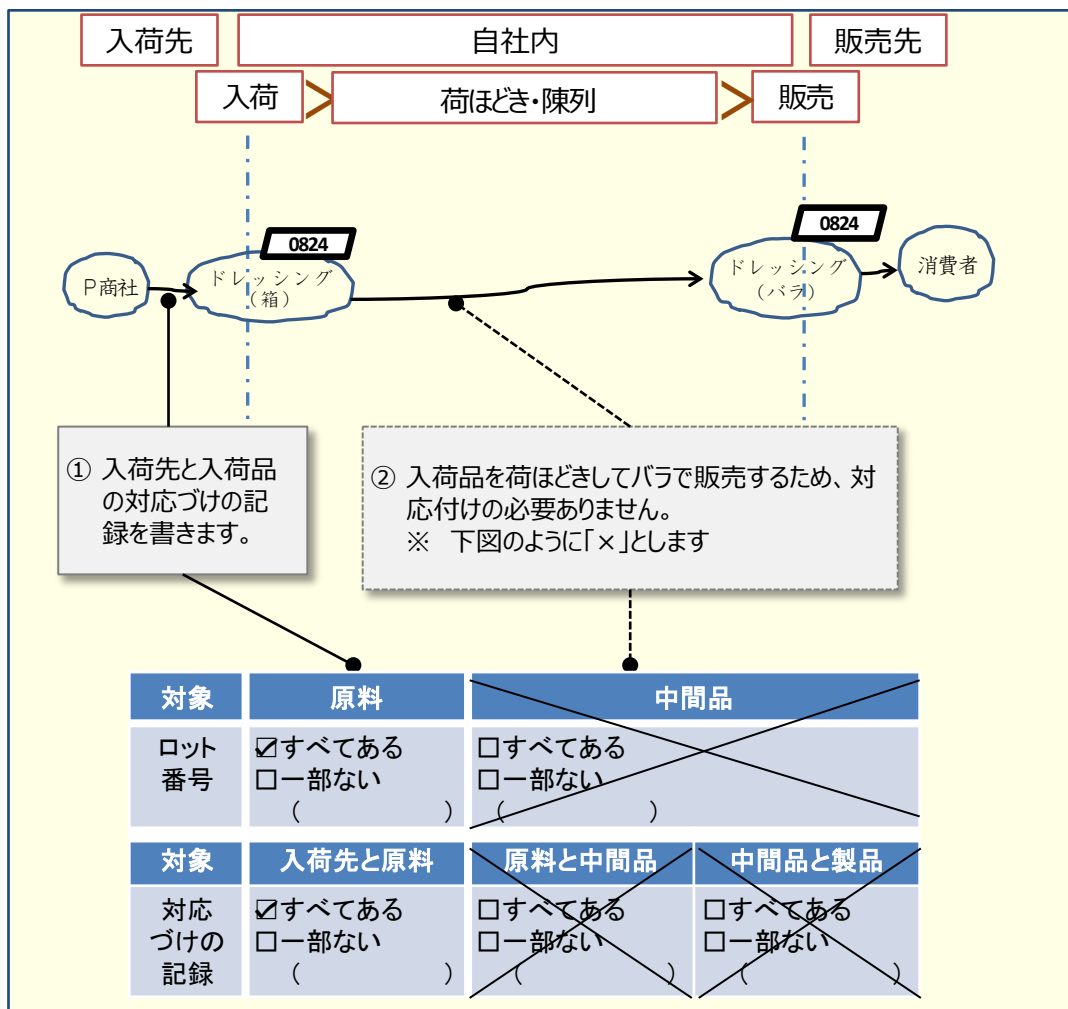 入荷先
自社内
販売先
入荷
荷ほどき・陳列
販売
0824
0824
P商社
ドレッシング
(箱)
ドレッシング
(バラ)
消費者
① 入荷先と入荷品
の対応づけの記
録を書きます。
② 入荷品を荷ほどきしてバラで販売するため、対
応付けの必要ありません。
※ 下図のように「×」とします
対象 原料 中間品
ロット
番号
☑すべてある
□一部ない
( )
□すべてある
□一部ない
( )
対象 入荷先と原料 原料と中間品 中間品と製品
対応
づけの
記録
☑すべてある
□一部ない
( )
□すべてある
□一部ない
( )
□すべてある
□一部ない
( )